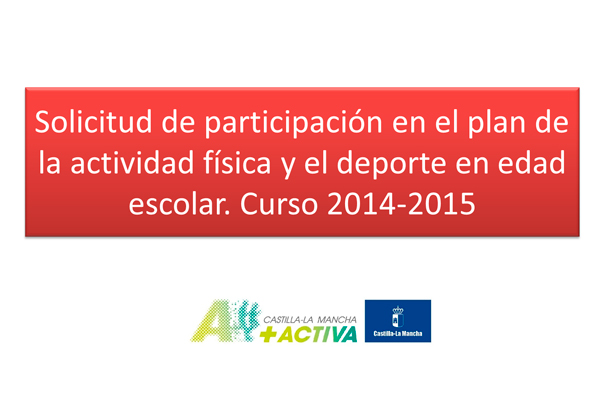 Solicitud de participación en el plan de
la actividad física y el deporte en edad
escolar. Curso 2014-2015
CASTILLA-LA MANCHA
+ACTIVA
Castilla-La Mancha